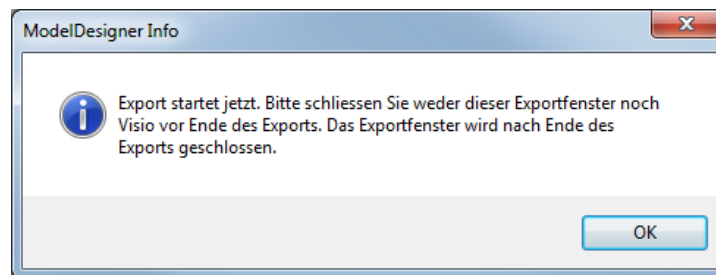 ModelDesigner Info
Export startet jetzt. Bitte schliessen Sie weder dieser Exportfenster noch
Visio vor Ende des Exports. Das Exportfenster wird nach Ende des
Exports geschlossen.
OK